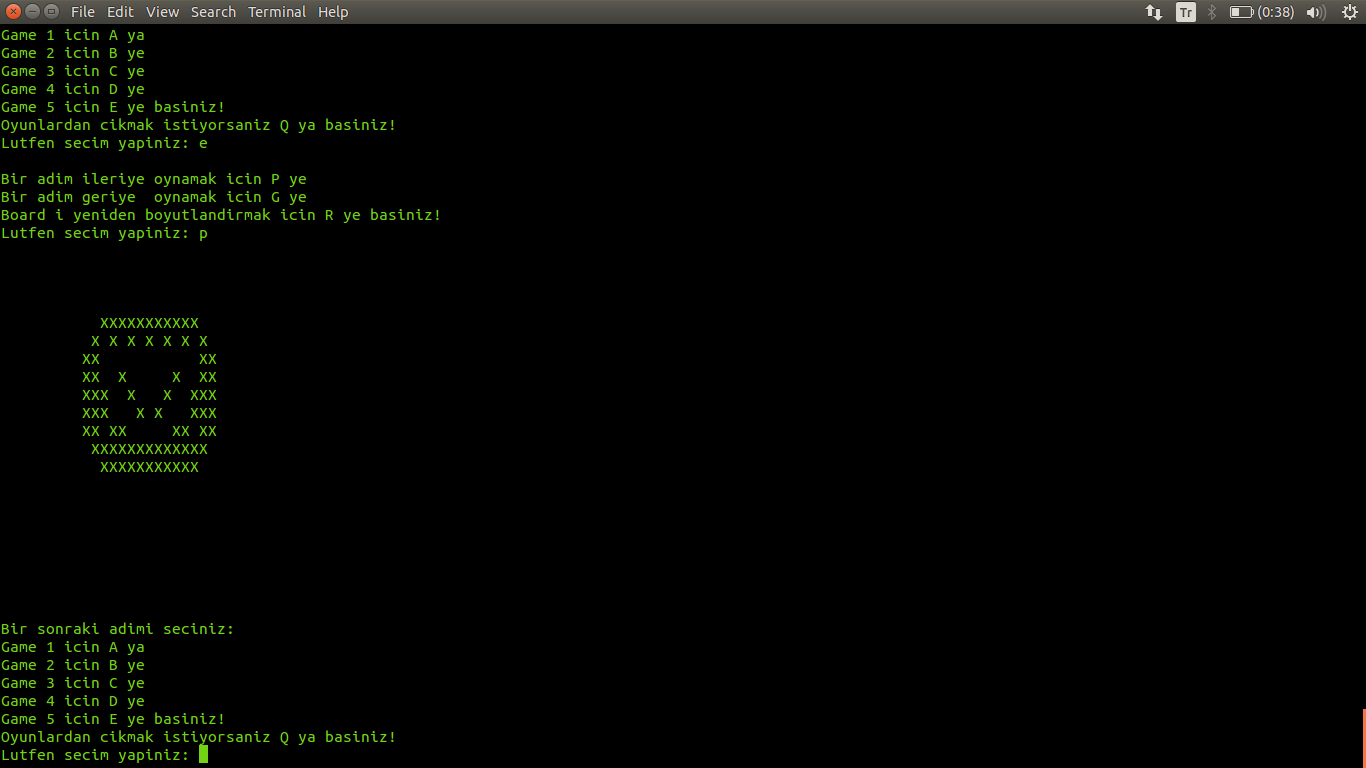 File Edit View Search Terminal Help Tr (0:38)
Game 1 icin A ya
Game 2 icin B ye
Game 3 icin C ye
Game 4 icin D ye
Game 5 icin E ye basiniz!
Oyunlardan cikmak istiyorsaniz Q ya basiniz!
Lutfen secim yapiniz: e
Bir adim ileriye oynamak icin P ye
Bir adim geriye  oynamak icin G ye
Board i yeniden boyutlandirmak icin R ye basiniz!
Lutfen secim yapiniz: p
           XXXXXXXXXXX
          X X X X X X X
         XX           XX
         XX  X     X  XX
         XXX  X   X  XXX
         XXX   X X   XXX
         XX XX     XX XX
          XXXXXXXXXXXXX
           XXXXXXXXXXX
Bir sonraki adimi seciniz:
Game 1 icin A ya
Game 2 icin B ye
Game 3 icin C ye
Game 4 icin D ye
Game 5 icin E ye basiniz!
Oyunlardan cikmak istiyorsaniz Q ya basiniz!
Lutfen secim yapiniz: